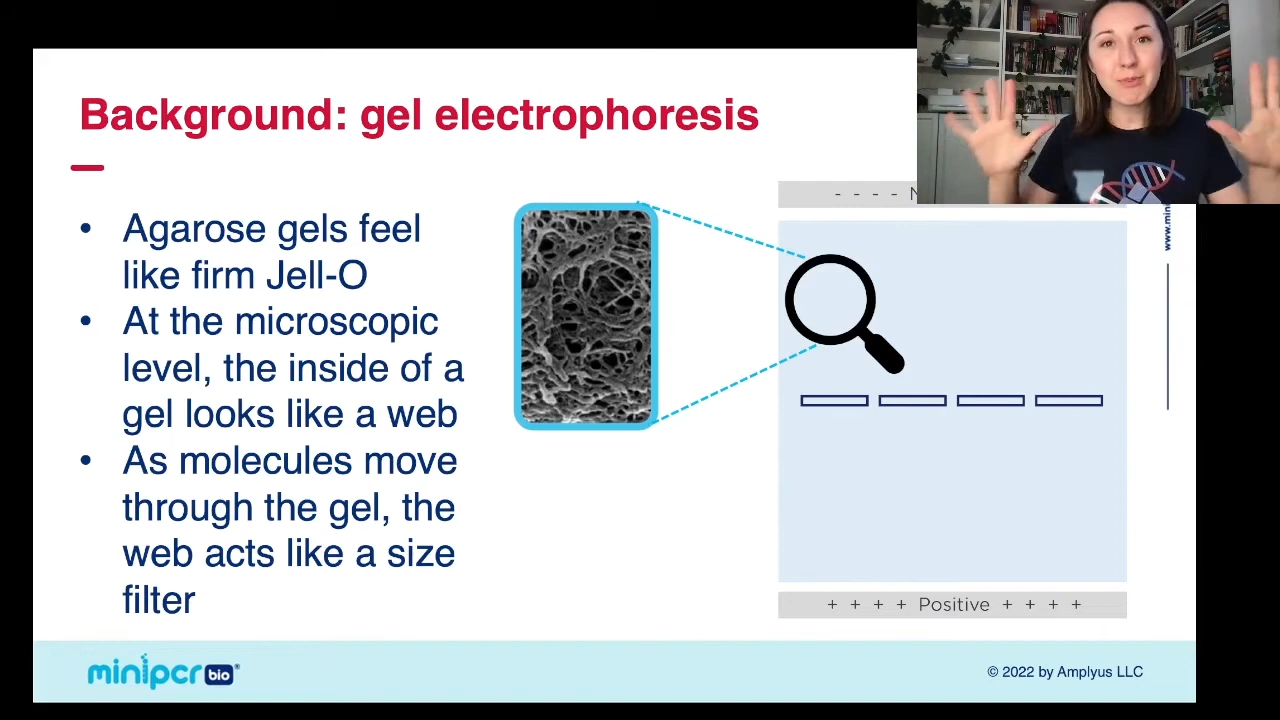 Background: gel electrophoresis
• Agarose gels feel
like firm Jell-O
• At the microscopic
level, the inside of a
gel looks like a web
• As molecules move
through the gel, the
web acts like a size
filter
- - - -
+ + + + Positive + + + +
minipcr bio®
© 2022 by Amplyus LLC